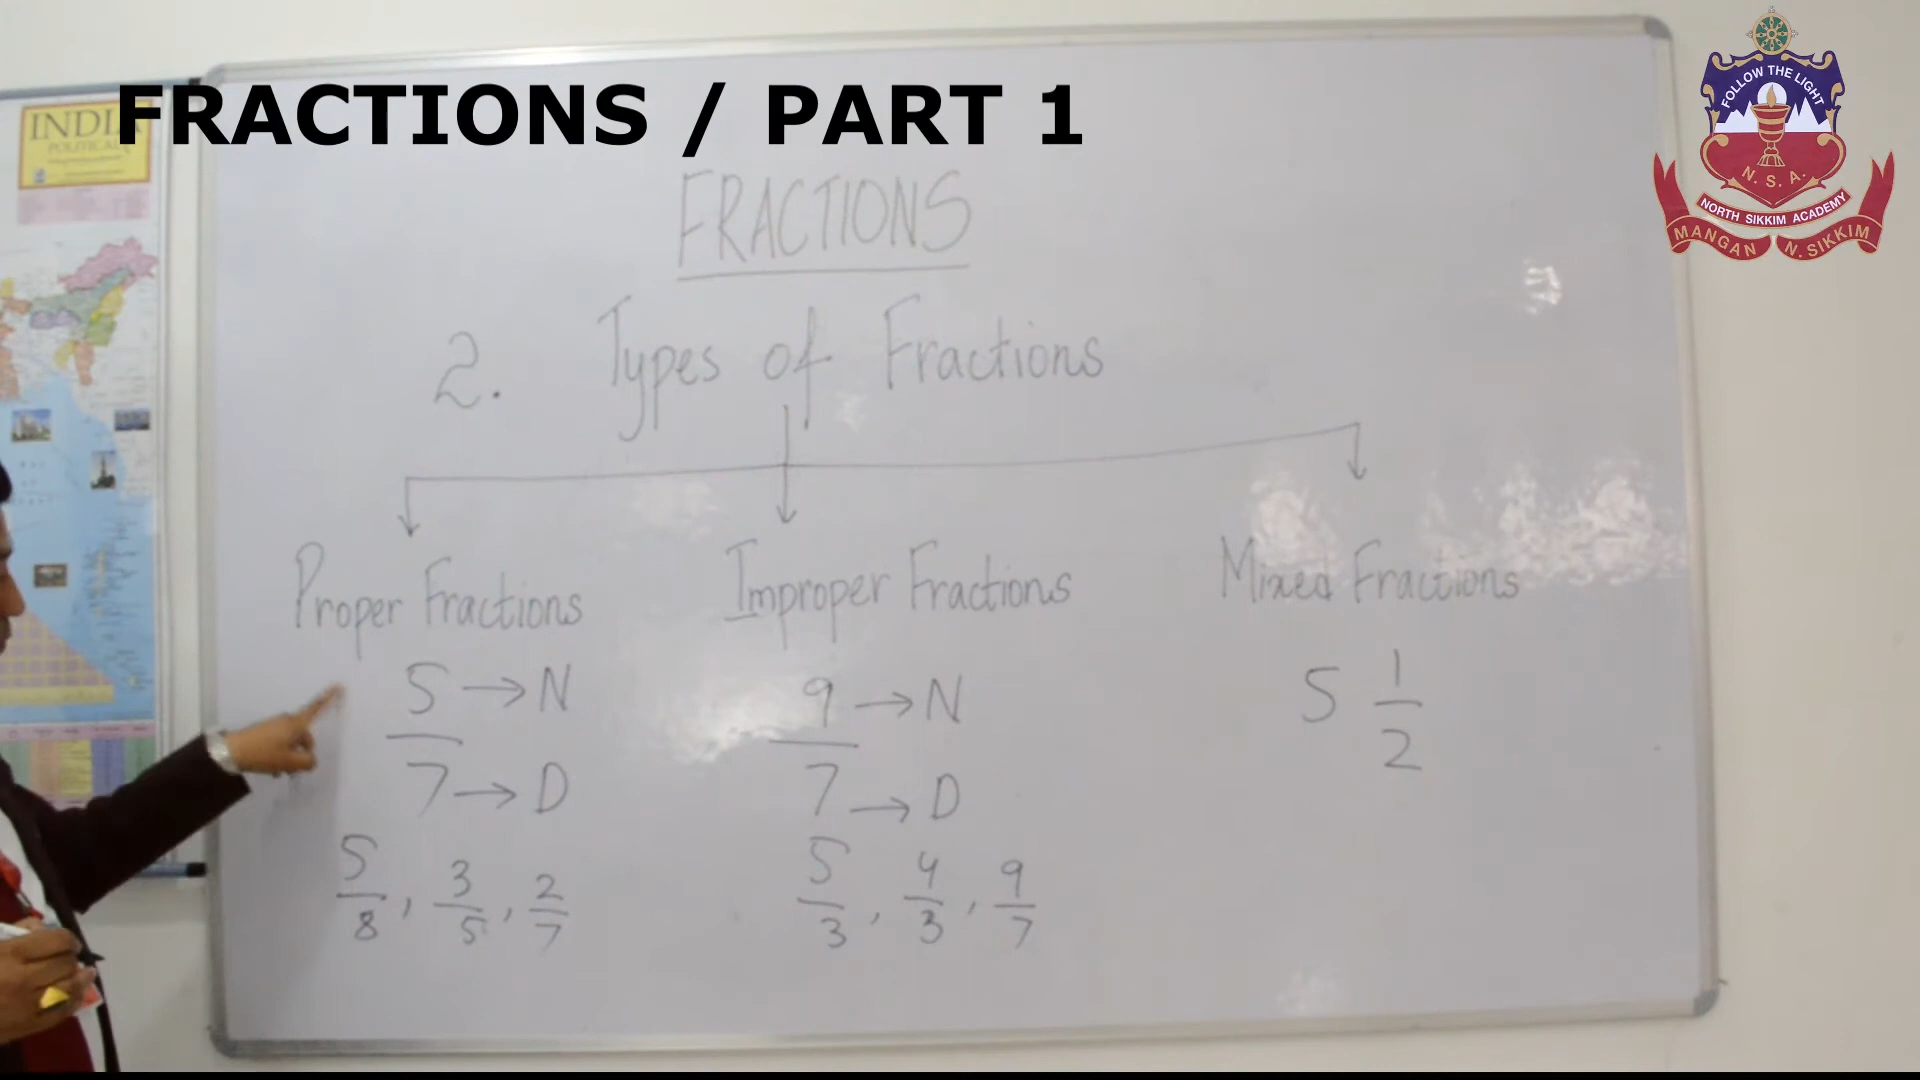 FRACTIONS / PART 1
FOLLOW THE LIGHT
N. S. A.
NORTH SIKKIM ACADEMY
MANGAN N. SIKKIM
INDIA
POLITICAL
FRACTIONS
2. Types of Fractions
Proper Fractions Improper Fractions Mixed Fractions
5/7 → N → D
9/7 → N → D
5 1/2
5/8, 3/5, 2/7
5/3, 4/3, 9/7